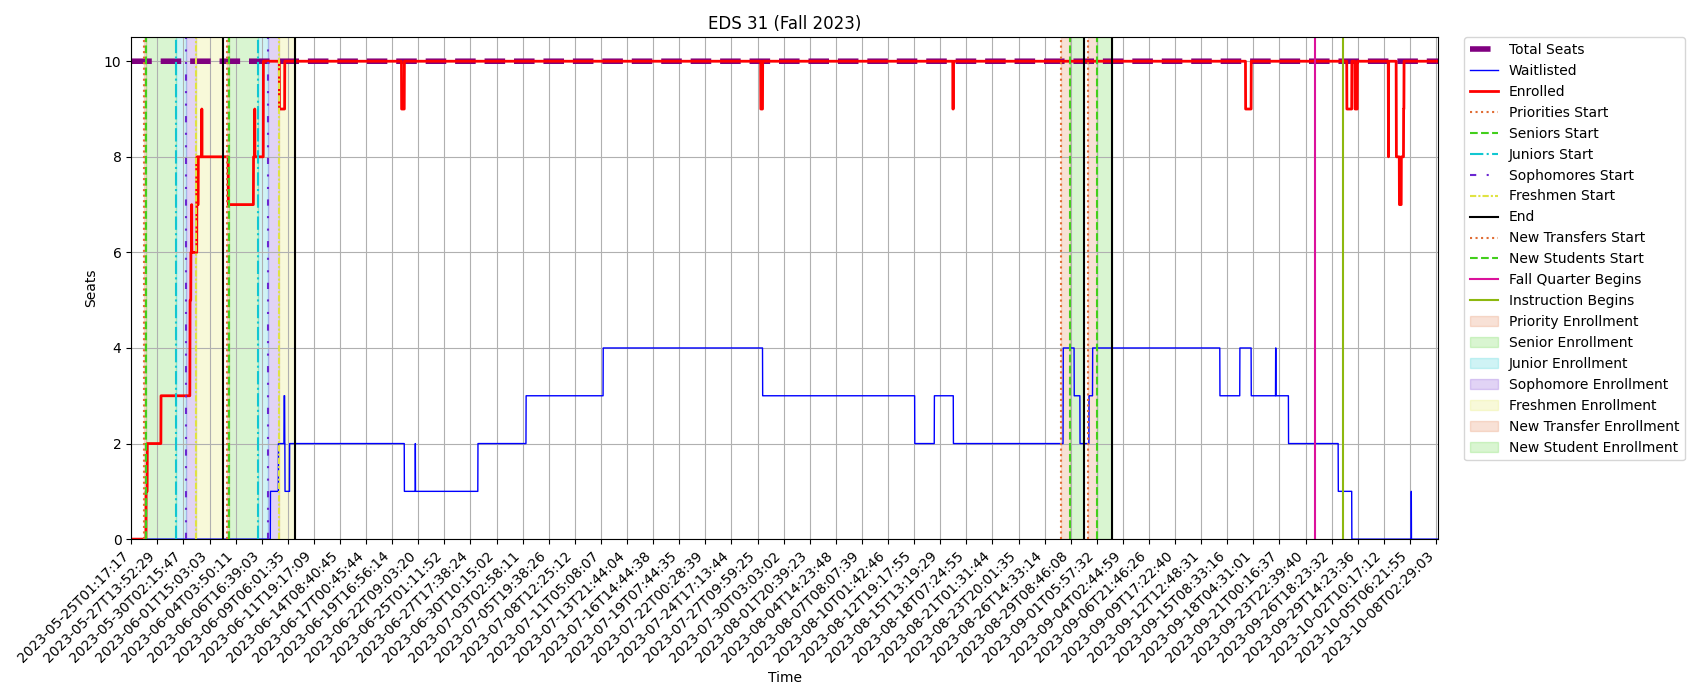 EDS 31 (Fall 2023)
Seats
10
8
6
4
2
0
2023-05-25T01:17:17
2023-05-27T13:52:29
2023-05-30T02:15:47
2023-06-01T15:03:03
2023-06-04T03:50:11
2023-06-06T16:39:03
2023-06-09T06:01:35
2023-06-11T19:17:09
2023-06-14T08:40:45
2023-06-17T00:45:44
2023-06-19T16:56:14
2023-06-22T09:03:20
2023-06-25T01:11:52
2023-06-27T17:38:24
2023-06-30T10:15:02
2023-07-03T02:58:11
2023-07-05T19:38:26
2023-07-08T12:25:12
2023-07-11T05:08:07
2023-07-13T21:44:04
2023-07-16T14:44:38
2023-07-19T07:44:35
2023-07-22T00:28:39
2023-07-24T17:13:44
2023-07-27T09:59:25
2023-07-30T03:03:02
2023-08-01T20:39:23
2023-08-04T14:23:48
2023-08-07T08:07:39
2023-08-10T01:42:46
2023-08-12T19:17:55
2023-08-15T13:19:29
2023-08-18T07:24:55
2023-08-21T01:31:44
2023-08-23T20:01:35
2023-08-26T14:33:14
2023-08-29T08:46:08
2023-09-01T05:57:32
2023-09-04T02:44:59
2023-09-06T21:46:26
2023-09-09T17:22:40
2023-09-12T12:48:31
2023-09-15T08:33:16
2023-09-18T04:31:01
2023-09-21T00:16:37
2023-09-23T22:39:40
2023-09-26T18:23:32
2023-09-29T14:23:36
2023-10-02T10:17:12
2023-10-05T06:21:55
2023-10-08T02:29:03
Time
Total Seats
Waitlisted
Enrolled
Priorities Start
Seniors Start
Juniors Start
Sophomores Start
Freshmen Start
End
New Transfers Start
New Students Start
Fall Quarter Begins
Instruction Begins
Priority Enrollment
Senior Enrollment
Junior Enrollment
Sophomore Enrollment
Freshmen Enrollment
New Transfer Enrollment
New Student Enrollment